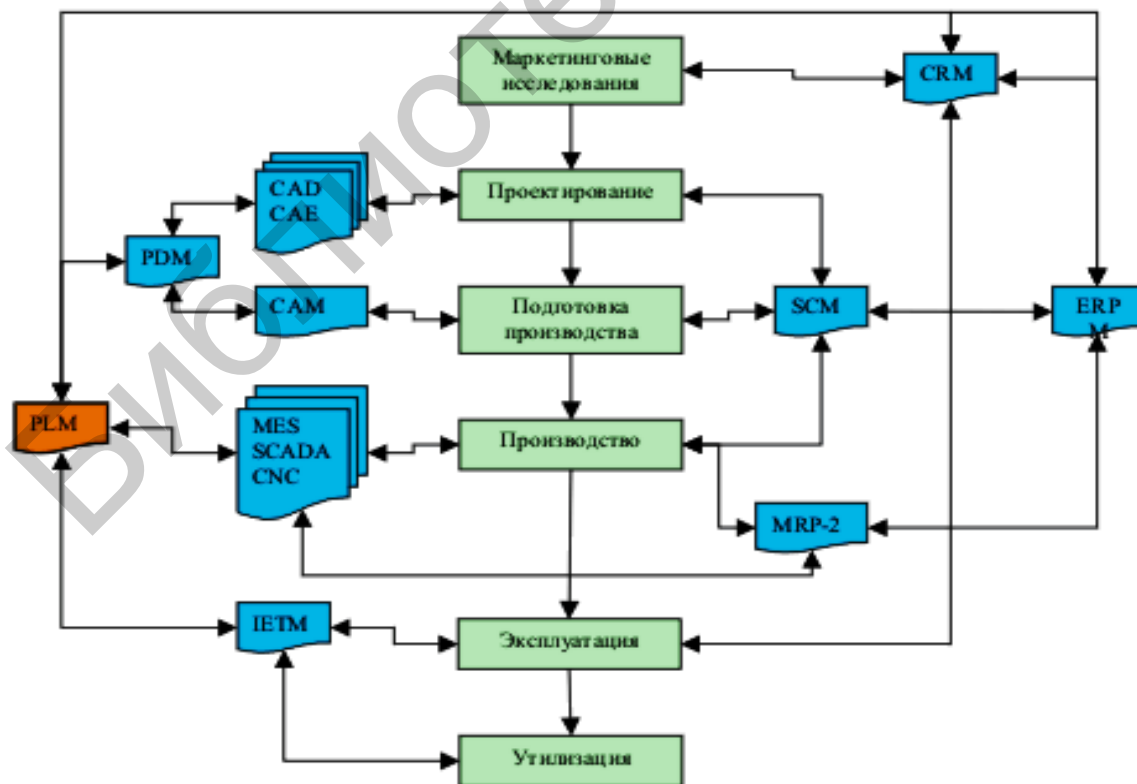 Маркетинговые
исследования
CRM
CAD
CAE
Проектирование
PDM
CAM
Подготовка
производства
SCM
ERP
M
PLM
MES
SCADA
CNC
Производство
MRP-2
IETM
Эксплуатация
Утилизация
Библиоте